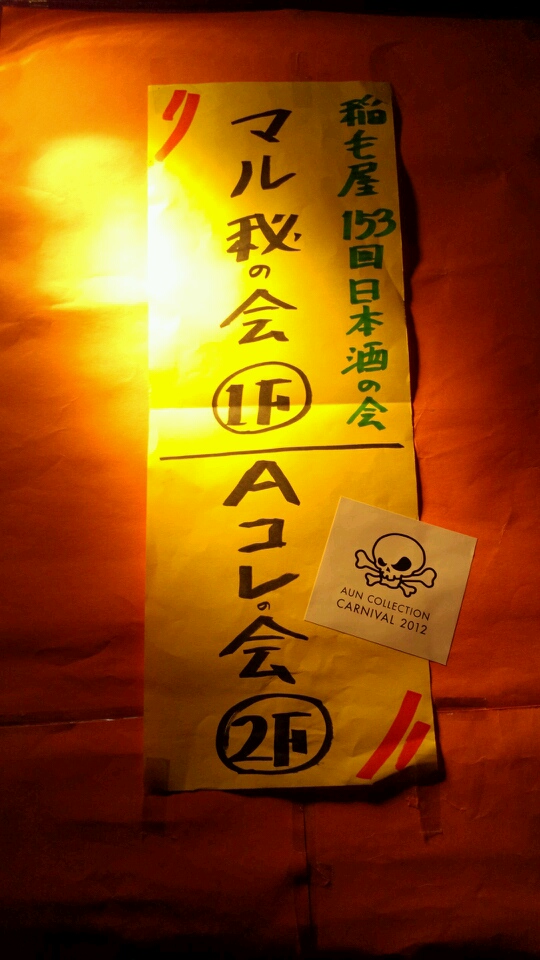 稲毛屋 153回日本酒の会
マル秘の会 1F
Aコレの会 2F
AUN COLLECTION
CARNIVAL 2012